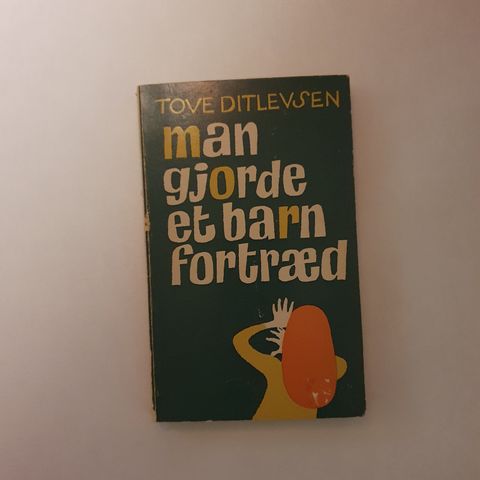 TOVE DITLEVSEN
man
gjorde
et barn
fortræd